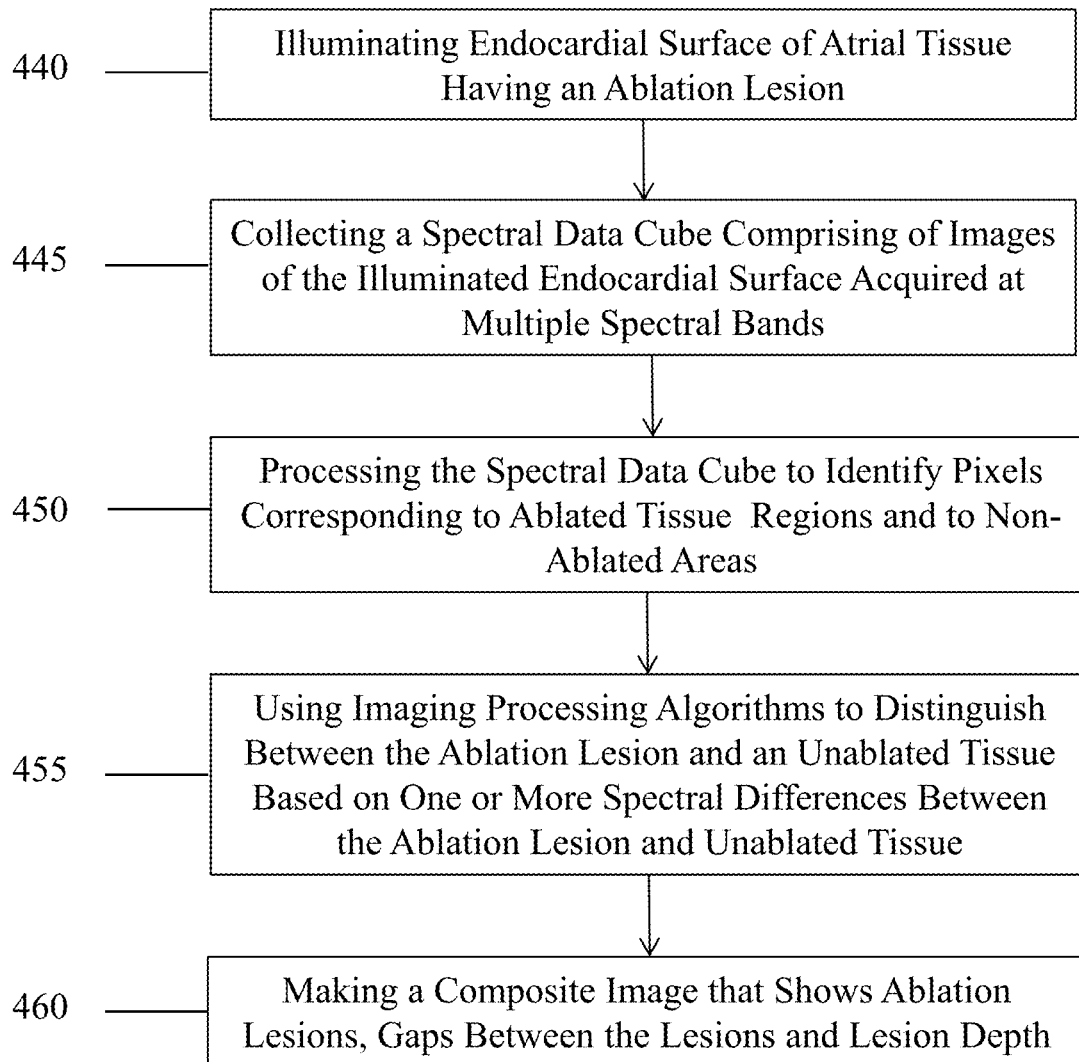 440
Illuminating Endocardial Surface of Atrial Tissue
Having an Ablation Lesion
445
Collecting a Spectral Data Cube Comprising of Images
of the Illuminated Endocardial Surface Acquired at
Multiple Spectral Bands
450
Processing the Spectral Data Cube to Identify Pixels
Corresponding to Ablated Tissue Regions and to Non-
Ablated Areas
455
Using Imaging Processing Algorithms to Distinguish
Between the Ablation Lesion and an Unablated Tissue
Based on One or More Spectral Differences Between
the Ablation Lesion and Unablated Tissue
460
Making a Composite Image that Shows Ablation
Lesions, Gaps Between the Lesions and Lesion Depth